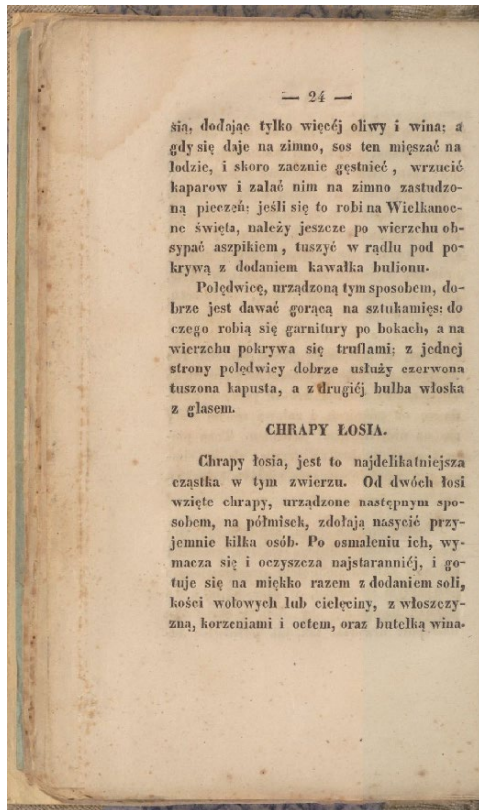 — 24 —
sią, dodając tylko więcéj oliwy i wina; a
gdy się daje na zimno, sos ten mięszać na
lodzie, i skoro zacznie gęstnieć, wrzucić
kaparow i zalać nim na zimno zastudzo-
ną pieczeń; jeśli się to robi na Wielkanoc-
ne święta, należy jeszcze po wierzchu ob-
sypać aszpikiem, tuszyć w rądlu pod po-
krywą z dodaniem kawałka bulionu.
Polędwicę, urządzoną tym sposobem, do-
brze jest dawać gorącą na sztukamięs; do
czego robią się garnitury po bokach, a na
wierzchu pokrywa się truflami; z jednej
strony polędwicy dobrze usłuży czerwona
tuszona kapusta, a z drugiéj bulba włoska
z glasem.
CHRAPY ŁOSIA.
Chrapy łosia, jest to najdelikatniejsza
cząstka w tym zwierzu. Od dwóch łosi
wzięte chrapy, urządzone następnym spo-
sobem, na półmisek, zdołają nasycić przy-
jemnie kilka osób. Po osmaleniu ich, wy-
macza się i oczyszcza najstaranniéj, i go-
tuje się na miękko razem z dodaniem soli,
kości wołowych lub cielęciny, z włoszczy-
zną, korzeniami i octem, oraz butelką wina.